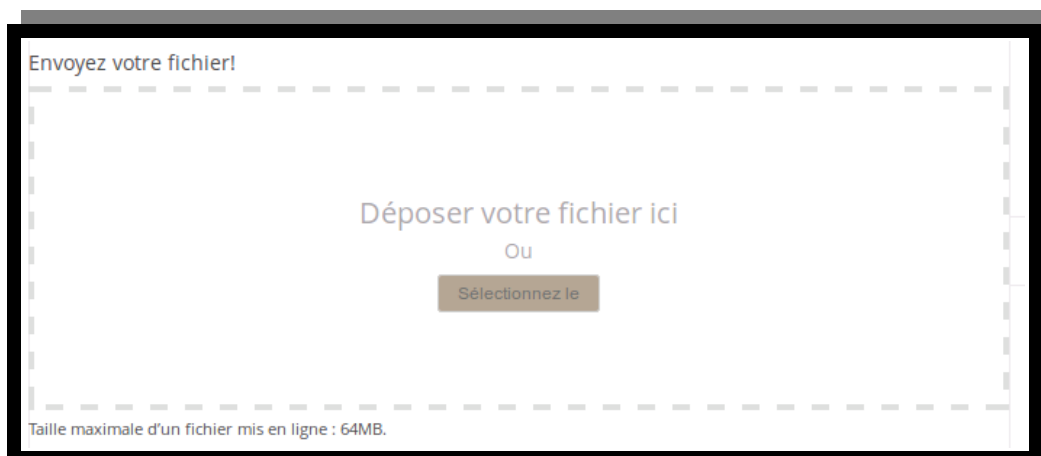 Envoyez votre fichier!
Déposer votre fichier ici
Ou
Sélectionnez le
Taille maximale d’un fichier mis en ligne : 64MB.